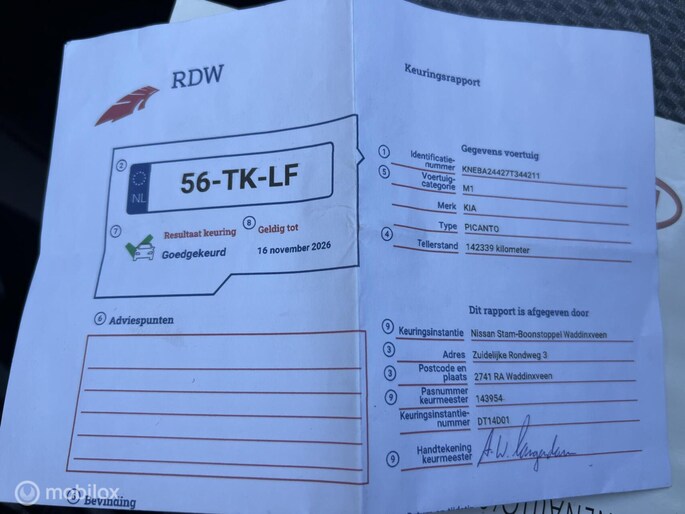 RDW
② NL 56-TK-LF
⑦ Resultaat keuring
Goedgekeurd
⑧ Geldig tot
16 november 2026
⑥ Adviespunten
Bevinding
Keuringsrapport
Gegevens voertuig
① Identificatie-
nummer KNEBA24427T344211
⑤ Voertuig-
categorie M1
Merk KIA
Type PICANTO
④ Tellerstand 142339 kilometer
Dit rapport is afgegeven door
⑨ Keuringsinstantie Nissan Stam-Boonstoppel Waddinxveen
③ Adres Zuidelijke Rondweg 3
③ Postcode en
plaats 2741 RA Waddinxveen
⑨ Pasnummer
keurmeester 143954
Keuringsinstantie-
nummer DT14D01
⑨ Handtekening
keurmeester
mobilox